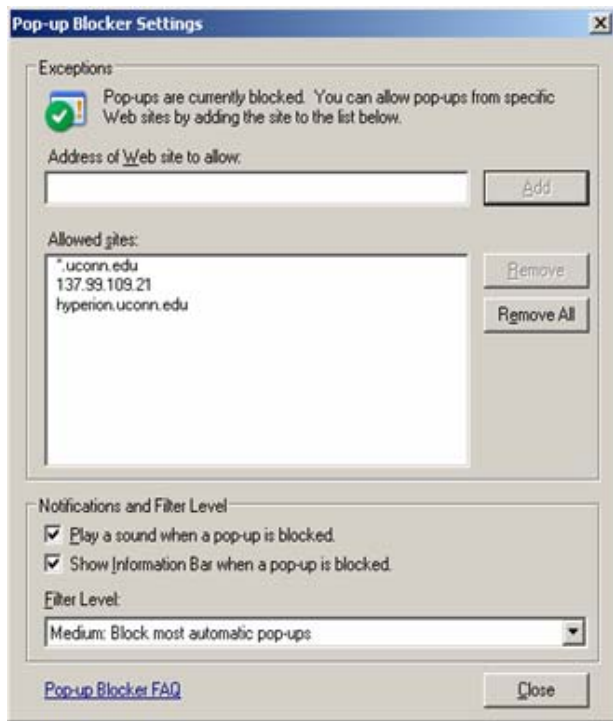 Pop-up Blocker Settings
Exceptions
Pop-ups are currently blocked. You can allow pop-ups from specific
Web sites by adding the site to the list below.
Address of Web site to allow:
Add
Allowed sites:
*.uconn.edu
137.99.109.21
hyperion.uconn.edu
Remove
Remove All
Notifications and Filter Level
Play a sound when a pop-up is blocked.
Show Information Bar when a pop-up is blocked.
Filter Level:
Medium: Block most automatic pop-ups
Pop-up Blocker FAQ
Close